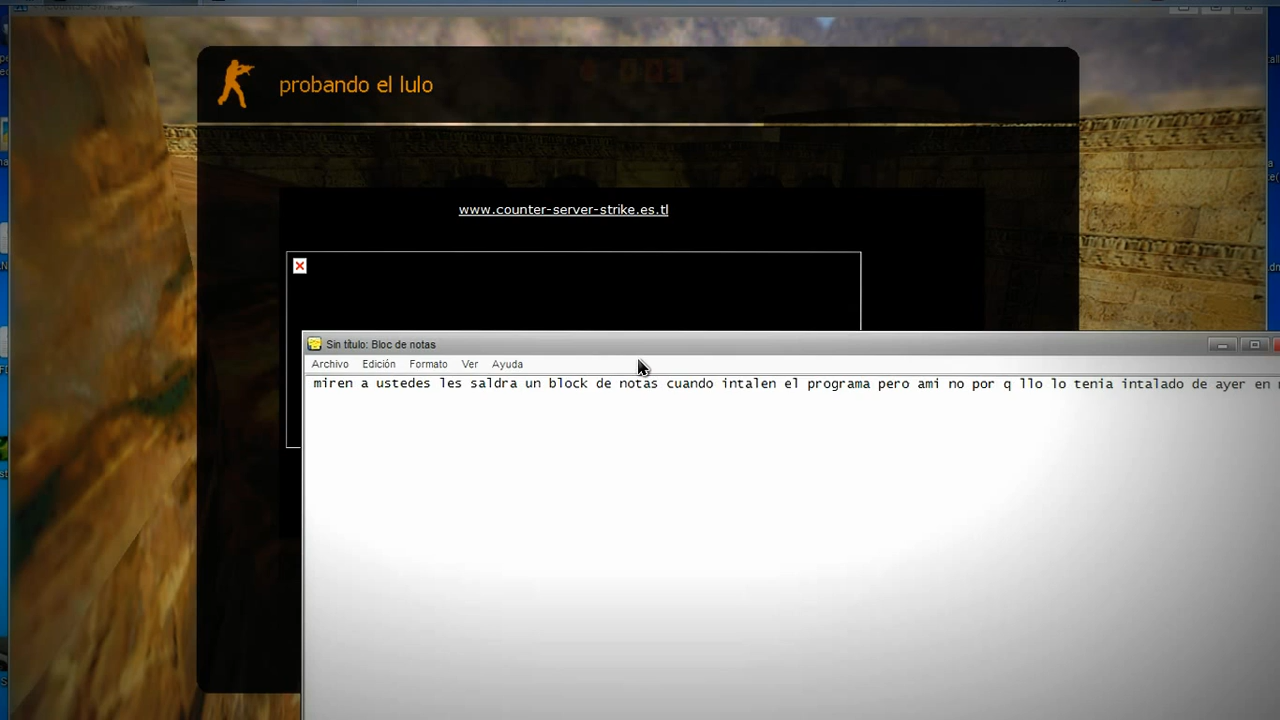 probando el lulo
www.counter-server-strike.es.tl
Sin título: Bloc de notas
Archivo Edición Formato Ver Ayuda
miren a ustedes les saldra un block de notas cuando intalen el programa pero ami no por q llo lo tenia intalado de ayer en